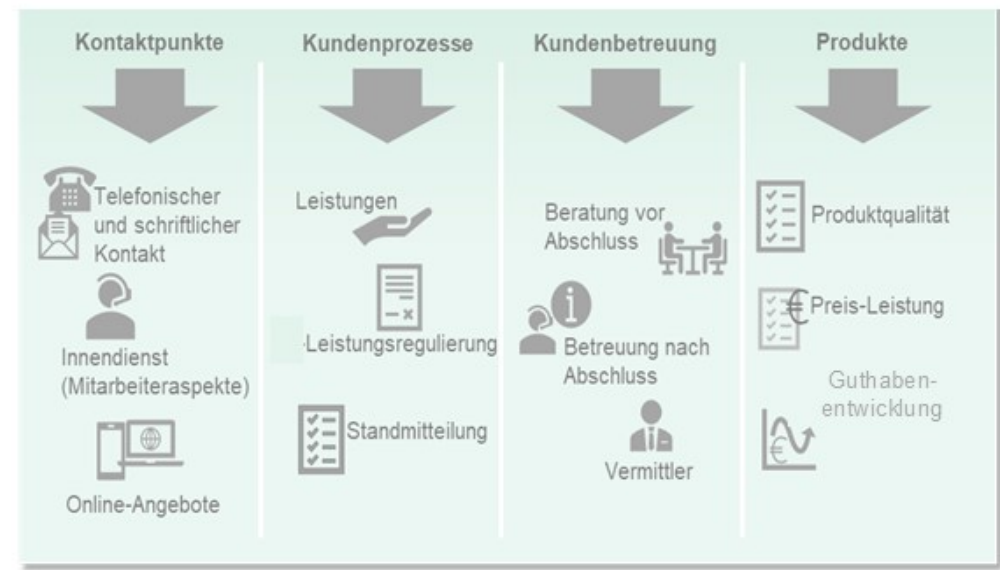 Kontaktpunkte
Telefonischer
und schriftlicher
Kontakt
Innendienst
(Mitarbeiteraspekte)
Online-Angebote
Kundenprozesse
Leistungen
-Leistungsregulierung
Standmitteilung
Kundenbetreuung
Beratung vor
Abschluss
i
Betreuung nach
Abschluss
Vermittler
Produkte
Produktqualität
€ Preis-Leistung
Guthaben-
entwicklung
€